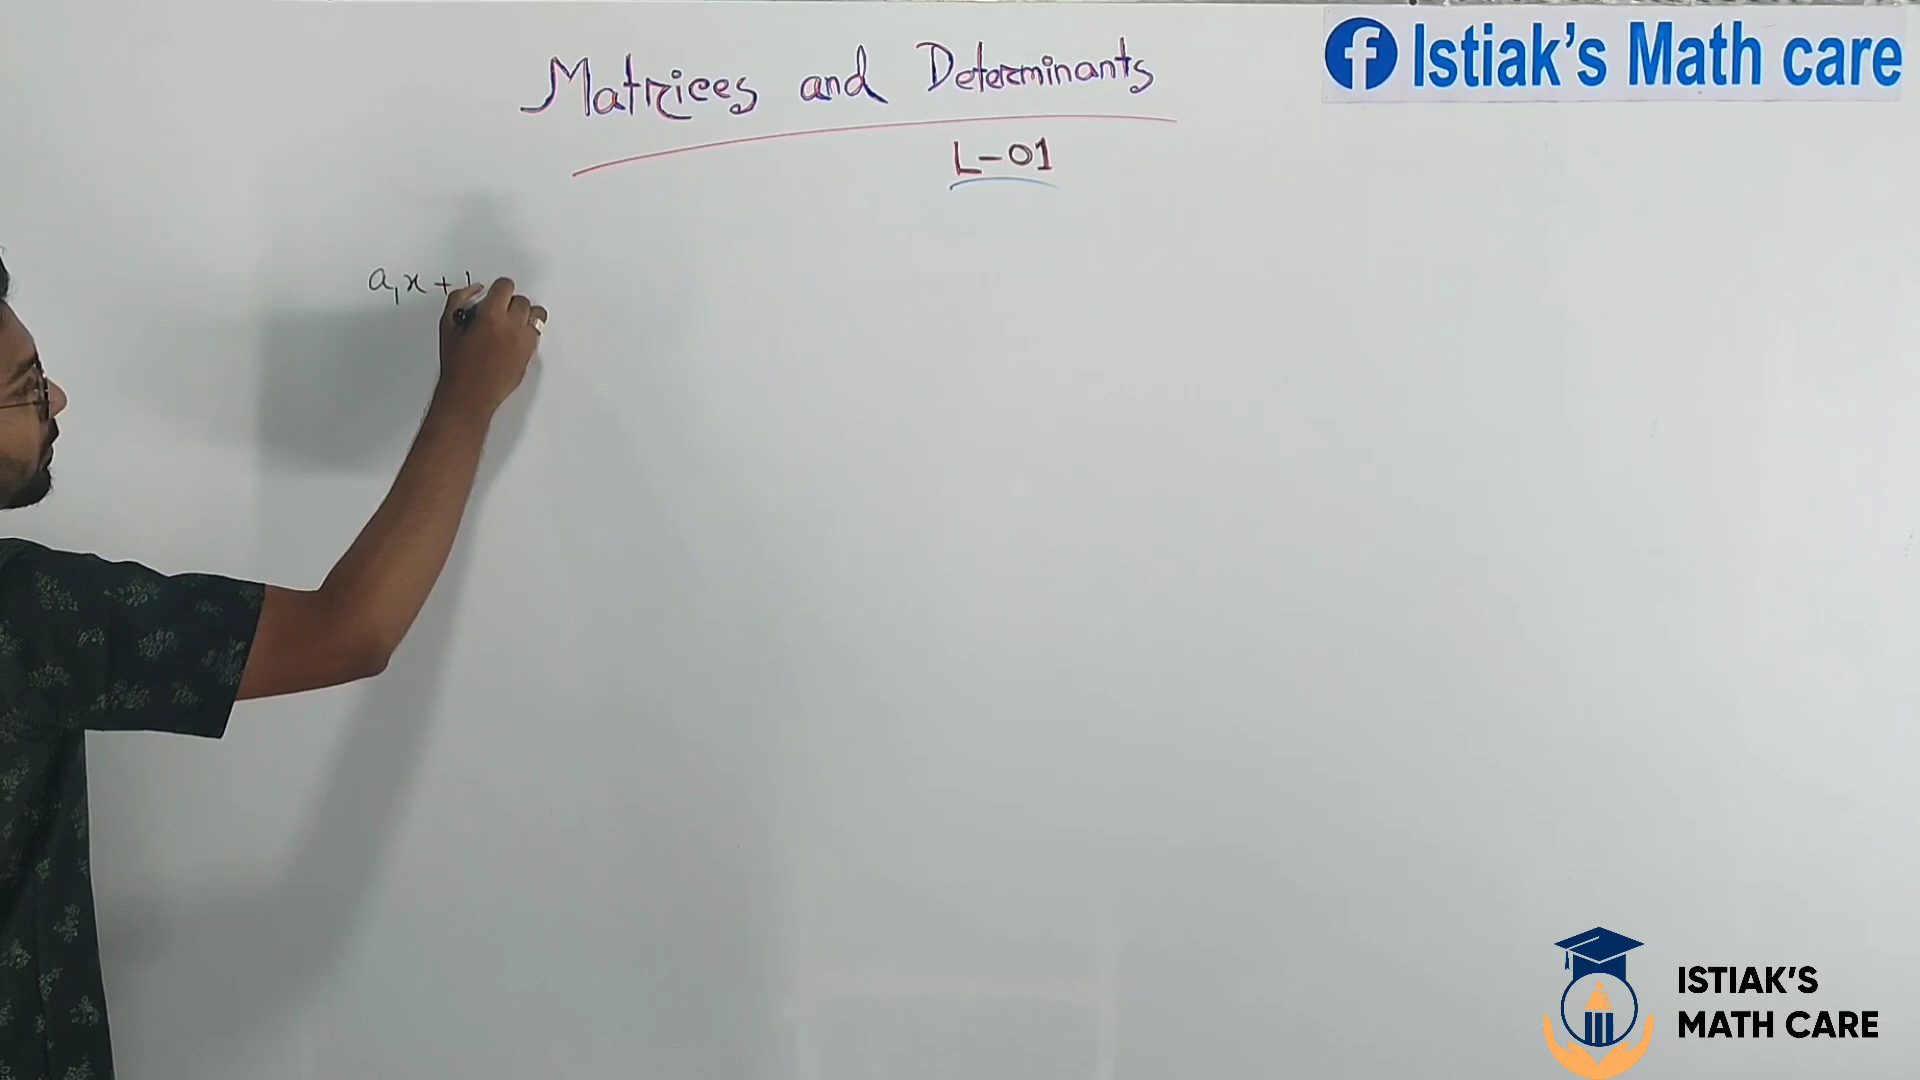 Matrices and Determinants
Istiak's Math care
L-01
a₁x +
ISTIAK'S
MATH CARE